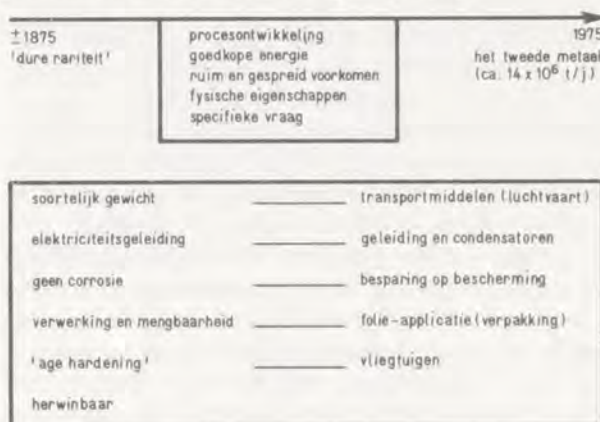 ± 1875
'dure rariteit'
procesontwikkeling
goedkope energie
ruim en gespreid voorkomen
fysische eigenschappen
specifieke vraag
1975
het tweede metaal
(ca. 14 x 10⁶ t/j)
soortelijk gewicht transportmiddelen (luchtvaart)
elektriciteitsgeleiding geleiding en condensatoren
geen corrosie besparing op bescherming
verwerking en mengbaarheid folie-applicatie (verpakking)
'age hardening' vliegtuigen
herwinbaar